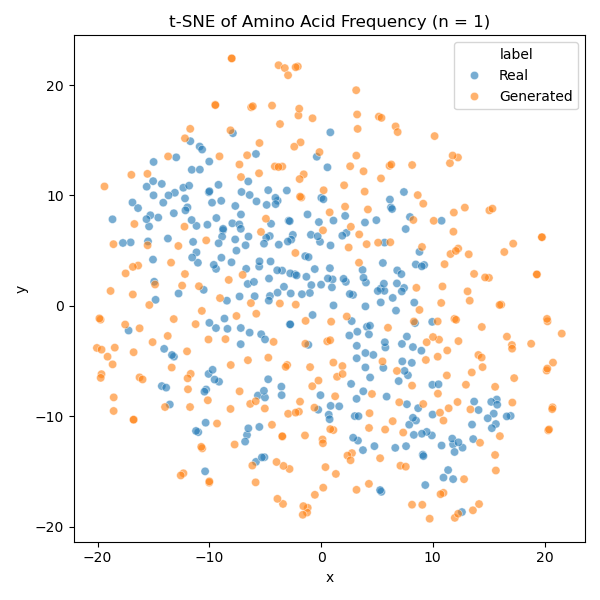 t-SNE of Amino Acid Frequency (n = 1)
label
Real
Generated
20
10
0
−10
−20
y
−20
−10
0
10
20
x